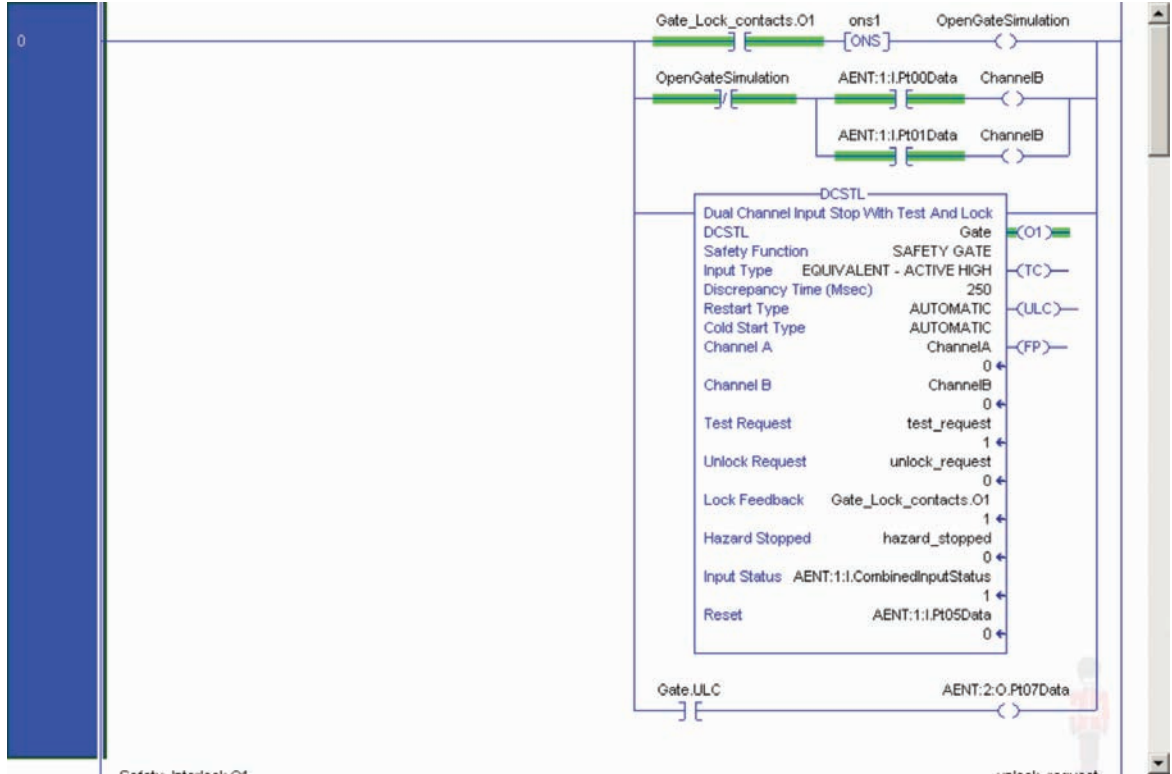 Gate_Lock_contacts.O1 ons1 OpenGateSimulation
0
ONS
OpenGateSimulation AENT:1:I.Pt00Data ChannelB
/
AENT:1:I.Pt01Data ChannelB
DCSTL
Dual Channel Input Stop With Test And Lock
DCSTL Gate (O1)
Safety Function SAFETY GATE
Input Type EQUIVALENT - ACTIVE HIGH (TC)
Discrepancy Time (Msec) 250
Restart Type AUTOMATIC (ULC)
Cold Start Type AUTOMATIC
Channel A ChannelA (FP)
0
Channel B ChannelB
0
Test Request test_request
1
Unlock Request unlock_request
0
Lock Feedback Gate_Lock_contacts.O1
1
Hazard Stopped hazard_stopped
0
Input Status AENT:1:I.CombinedInputStatus
1
Reset AENT:1:I.Pt05Data
0
Gate.ULC AENT:2:O.Pt07Data
Safety_Interlock.O1 unlock_request